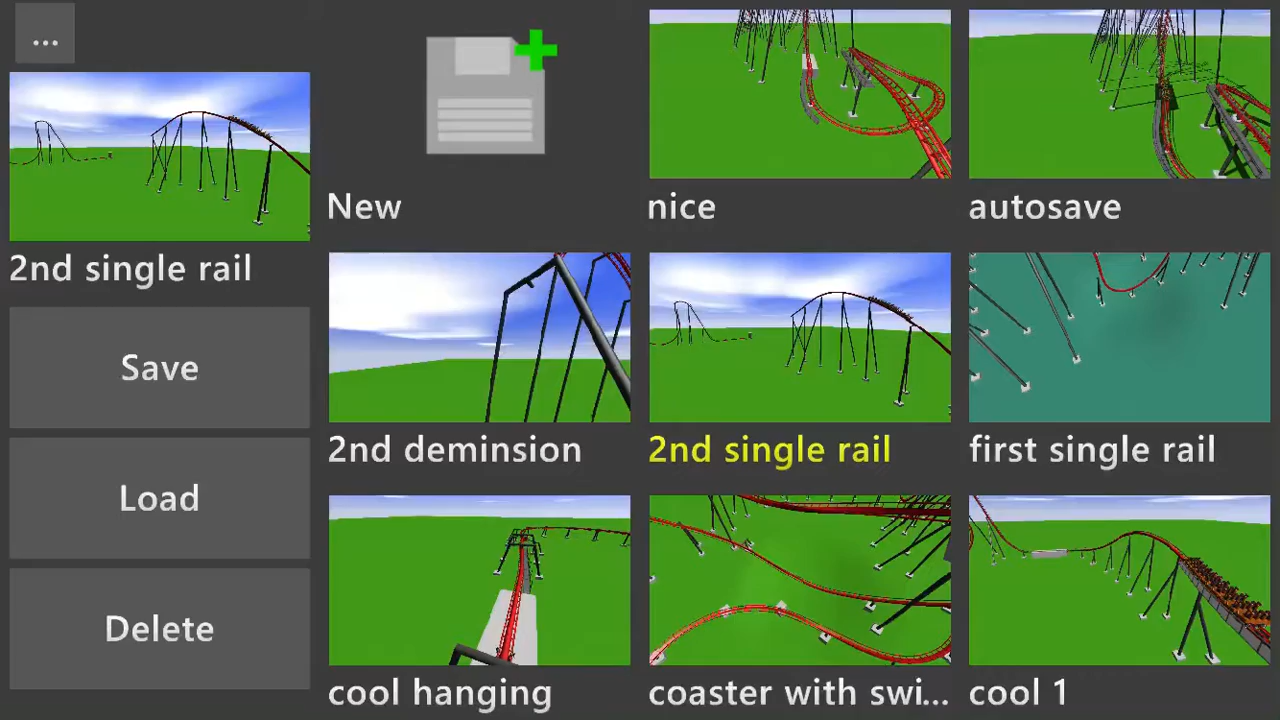 ...
2nd single rail
Save
Load
Delete
New
nice
autosave
2nd deminsion
2nd single rail
first single rail
cool hanging
coaster with swi...
cool 1